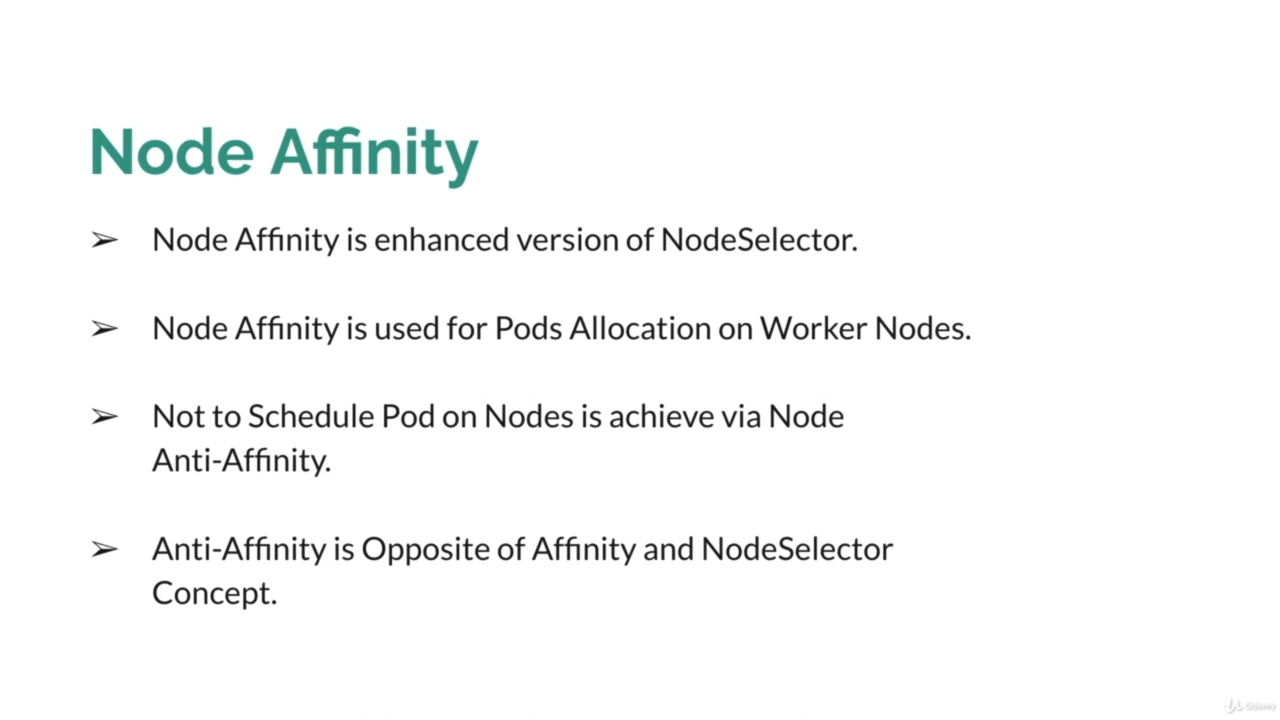 Node Affinity
➢ Node Affinity is enhanced version of NodeSelector.
➢ Node Affinity is used for Pods Allocation on Worker Nodes.
➢ Not to Schedule Pod on Nodes is achieve via Node
Anti-Affinity.
➢ Anti-Affinity is Opposite of Affinity and NodeSelector
Concept.
Udemy